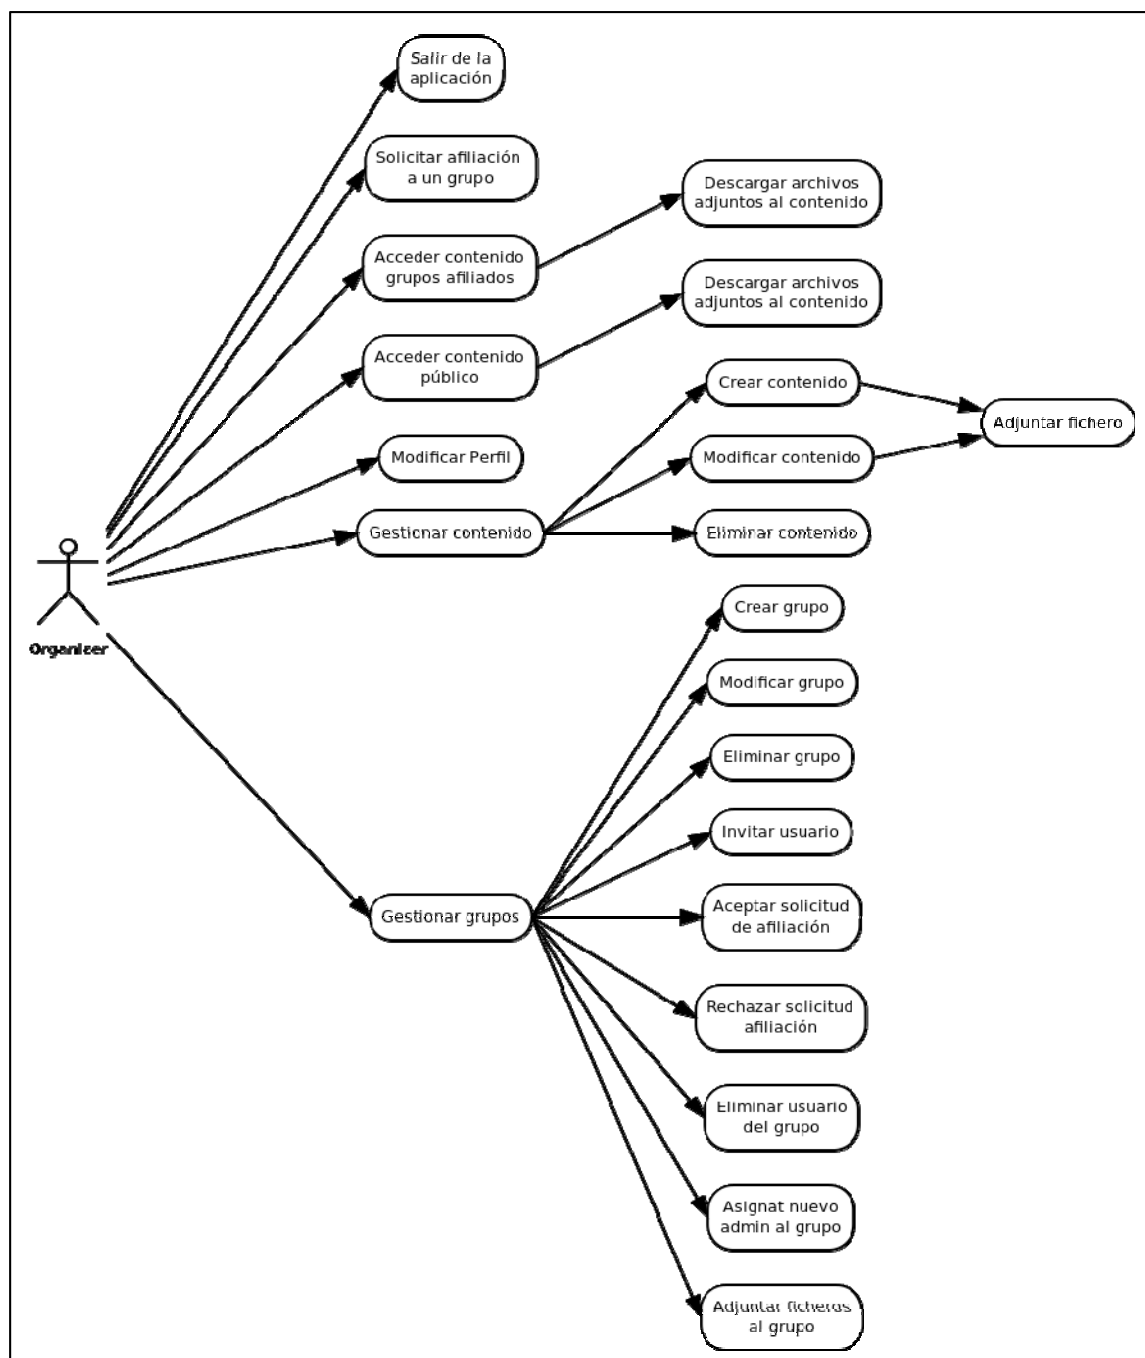 Salir de la
aplicación
Solicitar afiliación
a un grupo
Descargar archivos
adjuntos al contenido
Acceder contenido
grupos afiliados
Descargar archivos
adjuntos al contenido
Acceder contenido
público
Crear contenido
Adjuntar fichero
Modificar Perfil
Modificar contenido
Gestionar contenido
Eliminar contenido
Organizer
Crear grupo
Modificar grupo
Eliminar grupo
Invitar usuario
Gestionar grupos
Aceptar solicitud
de afiliación
Rechazar solicitud
afiliación
Eliminar usuario
del grupo
Asignat nuevo
admin al grupo
Adjuntar ficheros
al grupo